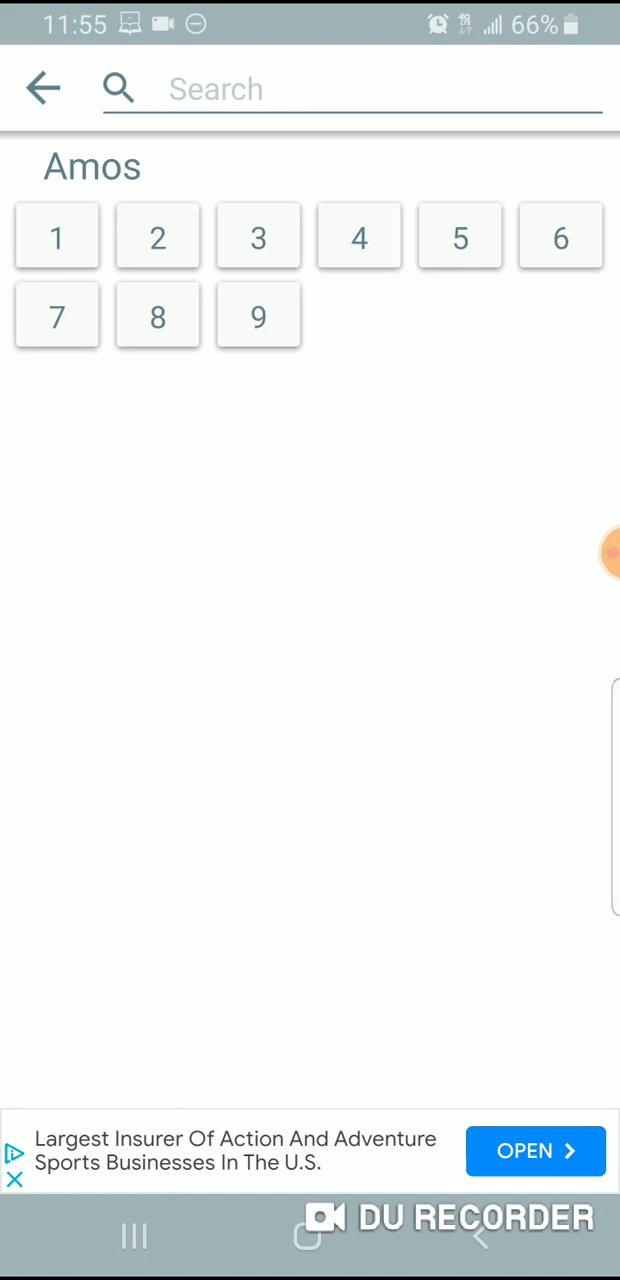 11:55
66%
Search
Amos
1 2 3 4 5 6
7 8 9
Largest Insurer Of Action And Adventure
Sports Businesses In The U.S.
OPEN
DU RECORDER